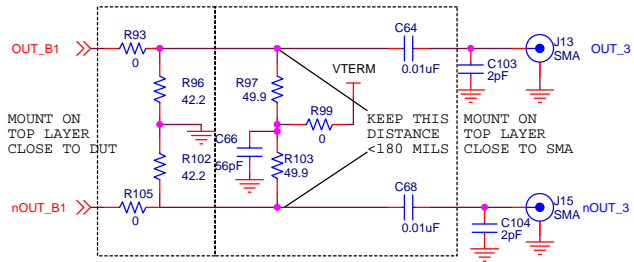 R93
C64
J13
OUT_B1
0
0.01uF
SMA
OUT_3
C103
2pF
R96
42.2
R97
49.9
VTERM
R99
0
MOUNT ON
TOP LAYER
CLOSE TO DUT
C66
56pF
KEEP THIS
DISTANCE
<180 MILS
MOUNT ON
TOP LAYER
CLOSE TO SMA
R102
42.2
R103
49.9
R105
C68
J15
nOUT_B1
0
0.01uF
SMA
nOUT_3
C104
2pF